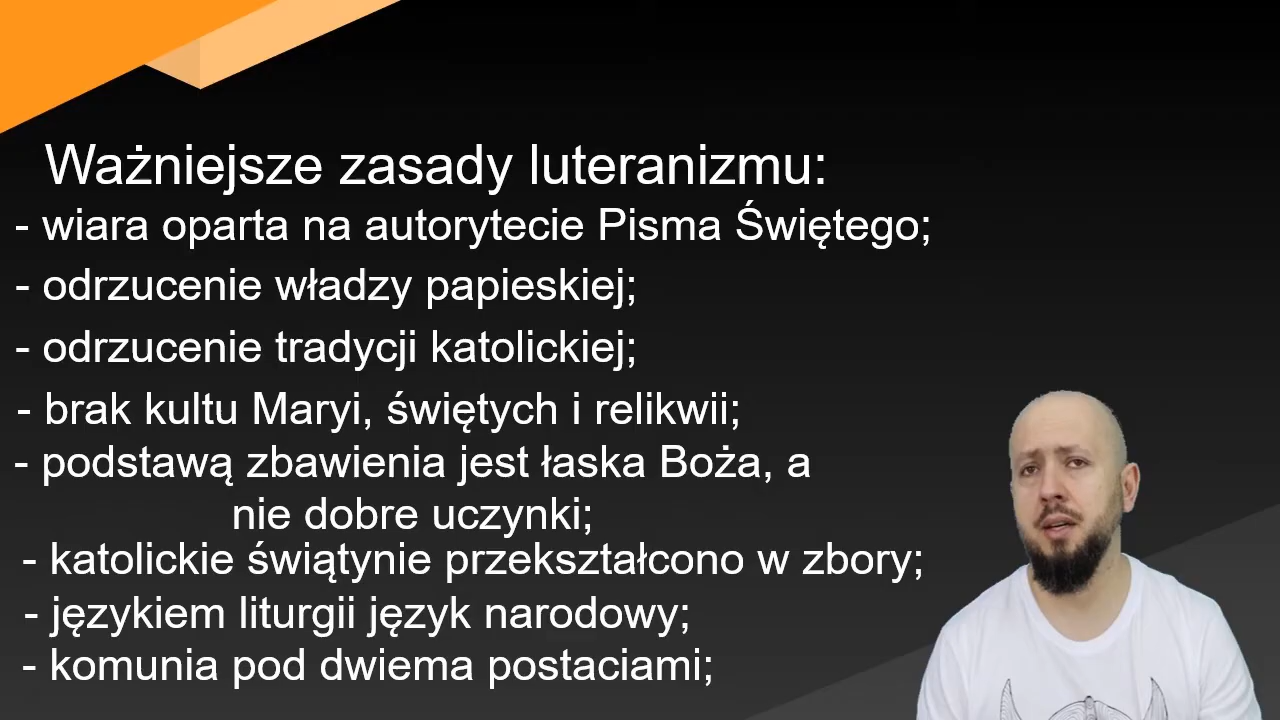 Ważniejsze zasady luteranizmu:
- wiara oparta na autorytecie Pisma Świętego;
- odrzucenie władzy papieskiej;
- odrzucenie tradycji katolickiej;
- brak kultu Maryi, świętych i relikwii;
- podstawą zbawienia jest łaska Boża, a
nie dobre uczynki;
- katolickie świątynie przekształcono w zbory;
- językiem liturgii język narodowy;
- komunia pod dwiema postaciami;